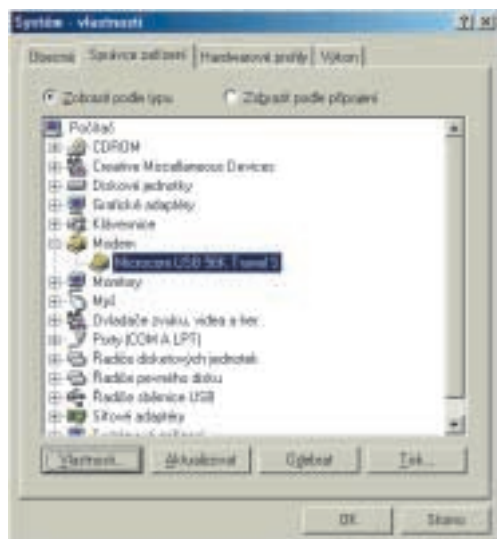 Systém - vlastnosti
Obecné Správce zařízení Hardwarové profily Výkon
Zobrazit podle typu Zobrazit podle připojení
Počítač
CDROM
Creative Miscellaneous Devices
Diskové jednotky
Grafické adaptéry
Klávesnice
Modem
Microcom USB 56K Travel
Monitory
Myš
Ovladače zvuku, videa a her
Porty (COM A LPT)
Řadiče disketových jednotek
Řadiče pevného disku
Řadiče sběrnice USB
Síťové adaptéry
Vlastnosti... Aktualizovat Odebrat Tisk...
OK Storno